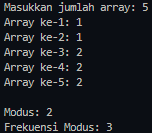 Masukkan jumlah array: 5
Array ke-1: 1
Array ke-2: 1
Array ke-3: 2
Array ke-4: 2
Array ke-5: 2
Modus: 2
Frekuensi Modus: 3